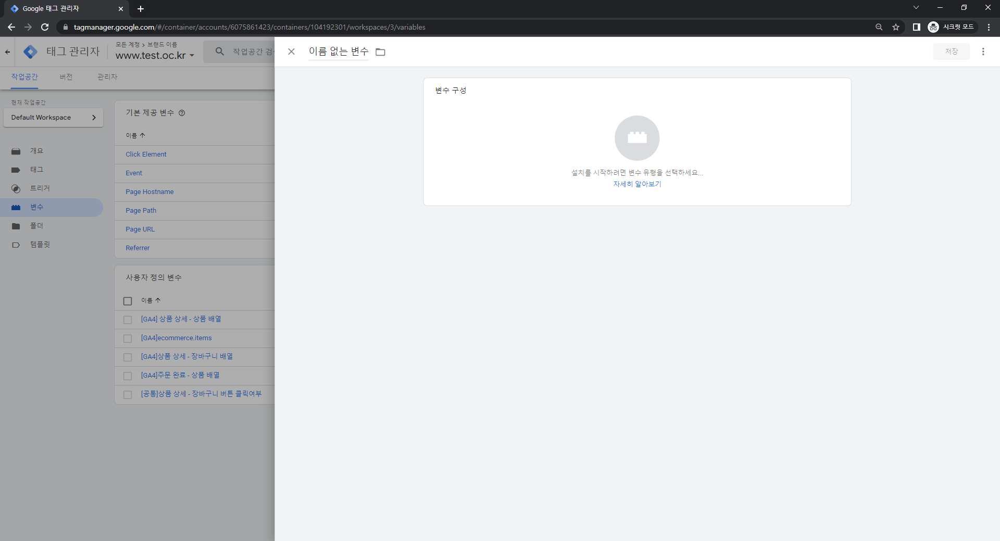 Google 태그 관리자
tagmanager.google.com/#/container/accounts/6075861423/containers/104192301/workspaces/3/variables
시크릿 모드
태그 관리자
모든 계정 > 브랜드 이름
www.test.oc.kr
작업공간 검
이름 없는 변수
저장
작업공간
버전
관리자
현재 작업공간
Default Workspace
개요
태그
트리거
변수
폴더
템플릿
기본 제공 변수
이름
Click Element
Event
Page Hostname
Page Path
Page URL
Referrer
사용자 정의 변수
이름
[GA4] 상품 상세 - 상품 배열
[GA4]ecommerce.items
[GA4]상품 상세 - 장바구니 배열
[GA4]주문 완료 - 상품 배열
[공통]상품 상세 - 장바구니 버튼 클릭여부
변수 구성
설치를 시작하려면 변수 유형을 선택하세요...
자세히 알아보기